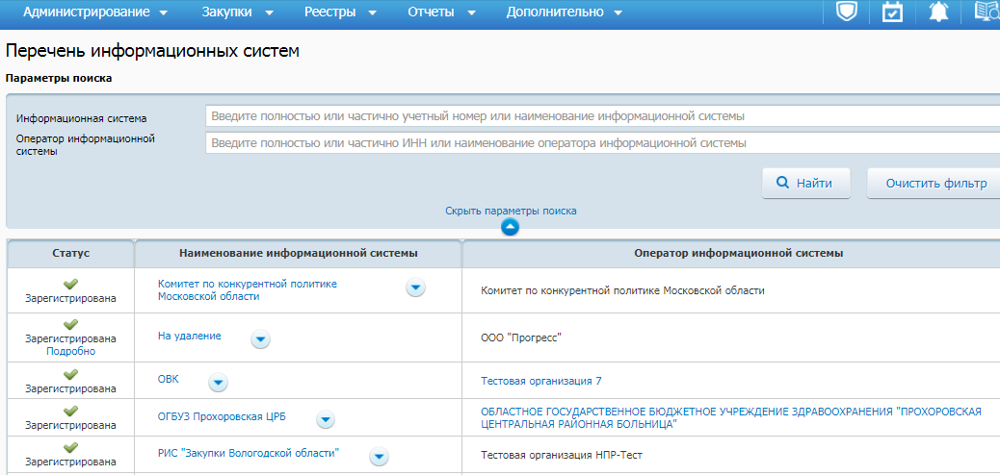 Администрирование Закупки Реестры Отчеты Дополнительно
Перечень информационных систем
Параметры поиска
Информационная система
Введите полностью или частично учетный номер или наименование информационной системы
Оператор информационной
системы
Введите полностью или частично ИНН или наименование оператора информационной системы
Найти Очистить фильтр
Скрыть параметры поиска
Статус Наименование информационной системы Оператор информационной системы
Зарегистрирована
Комитет по конкурентной политике
Московской области
Комитет по конкурентной политике Московской области
Зарегистрирована
Подробно
На удаление
ООО "Прогресс"
Зарегистрирована
ОВК
Тестовая организация 7
Зарегистрирована
ОГБУЗ Прохоровская ЦРБ
ОБЛАСТНОЕ ГОСУДАРСТВЕННОЕ БЮДЖЕТНОЕ УЧРЕЖДЕНИЕ ЗДРАВООХРАНЕНИЯ "ПРОХОРОВСКАЯ
ЦЕНТРАЛЬНАЯ РАЙОННАЯ БОЛЬНИЦА"
Зарегистрирована
РИС "Закупки Вологодской области"
Тестовая организация НПР-Тест